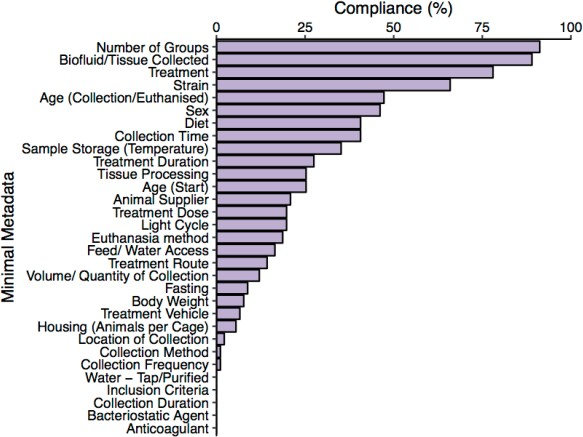 Compliance (%)
0 25 50 75 100
Minimal Metadata
Number of Groups
Biofluid/Tissue Collected
Treatment
Strain
Age (Collection/Euthanised)
Sex
Diet
Collection Time
Sample Storage (Temperature)
Treatment Duration
Tissue Processing
Age (Start)
Animal Supplier
Treatment Dose
Light Cycle
Euthanasia method
Feed/ Water Access
Treatment Route
Volume/ Quantity of Collection
Fasting
Body Weight
Treatment Vehicle
Housing (Animals per Cage)
Location of Collection
Collection Method
Collection Frequency
Water – Tap/Purified
Inclusion Criteria
Collection Duration
Bacteriostatic Agent
Anticoagulant